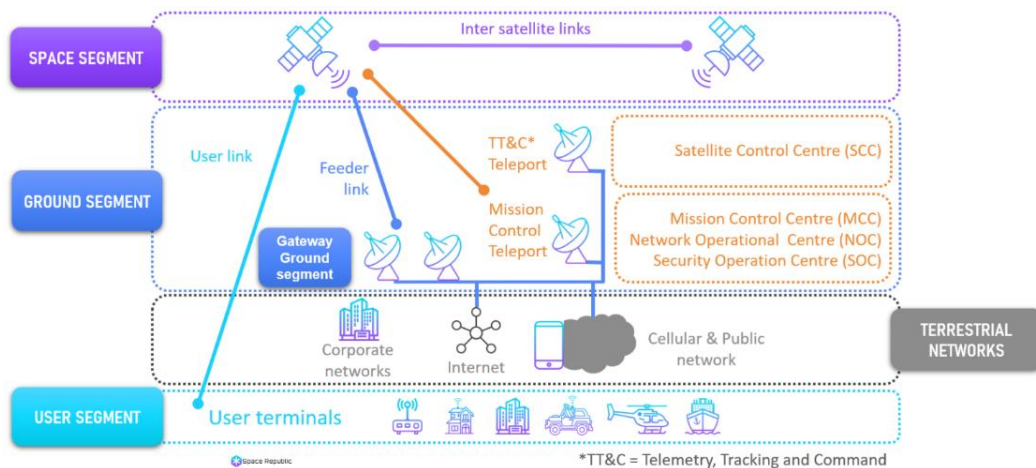 Inter satellite links
SPACE SEGMENT
User link
Feeder
link
TT&C*
Teleport
Satellite Control Centre (SCC)
GROUND SEGMENT
Mission
Control
Teleport
Mission Control Centre (MCC)
Network Operational Centre (NOC)
Security Operation Centre (SOC)
Gateway
Ground
segment
Corporate
networks
Internet
Cellular & Public
network
TERRESTRIAL
NETWORKS
USER SEGMENT
User terminals
Space Republic
*TT&C = Telemetry, Tracking and Command